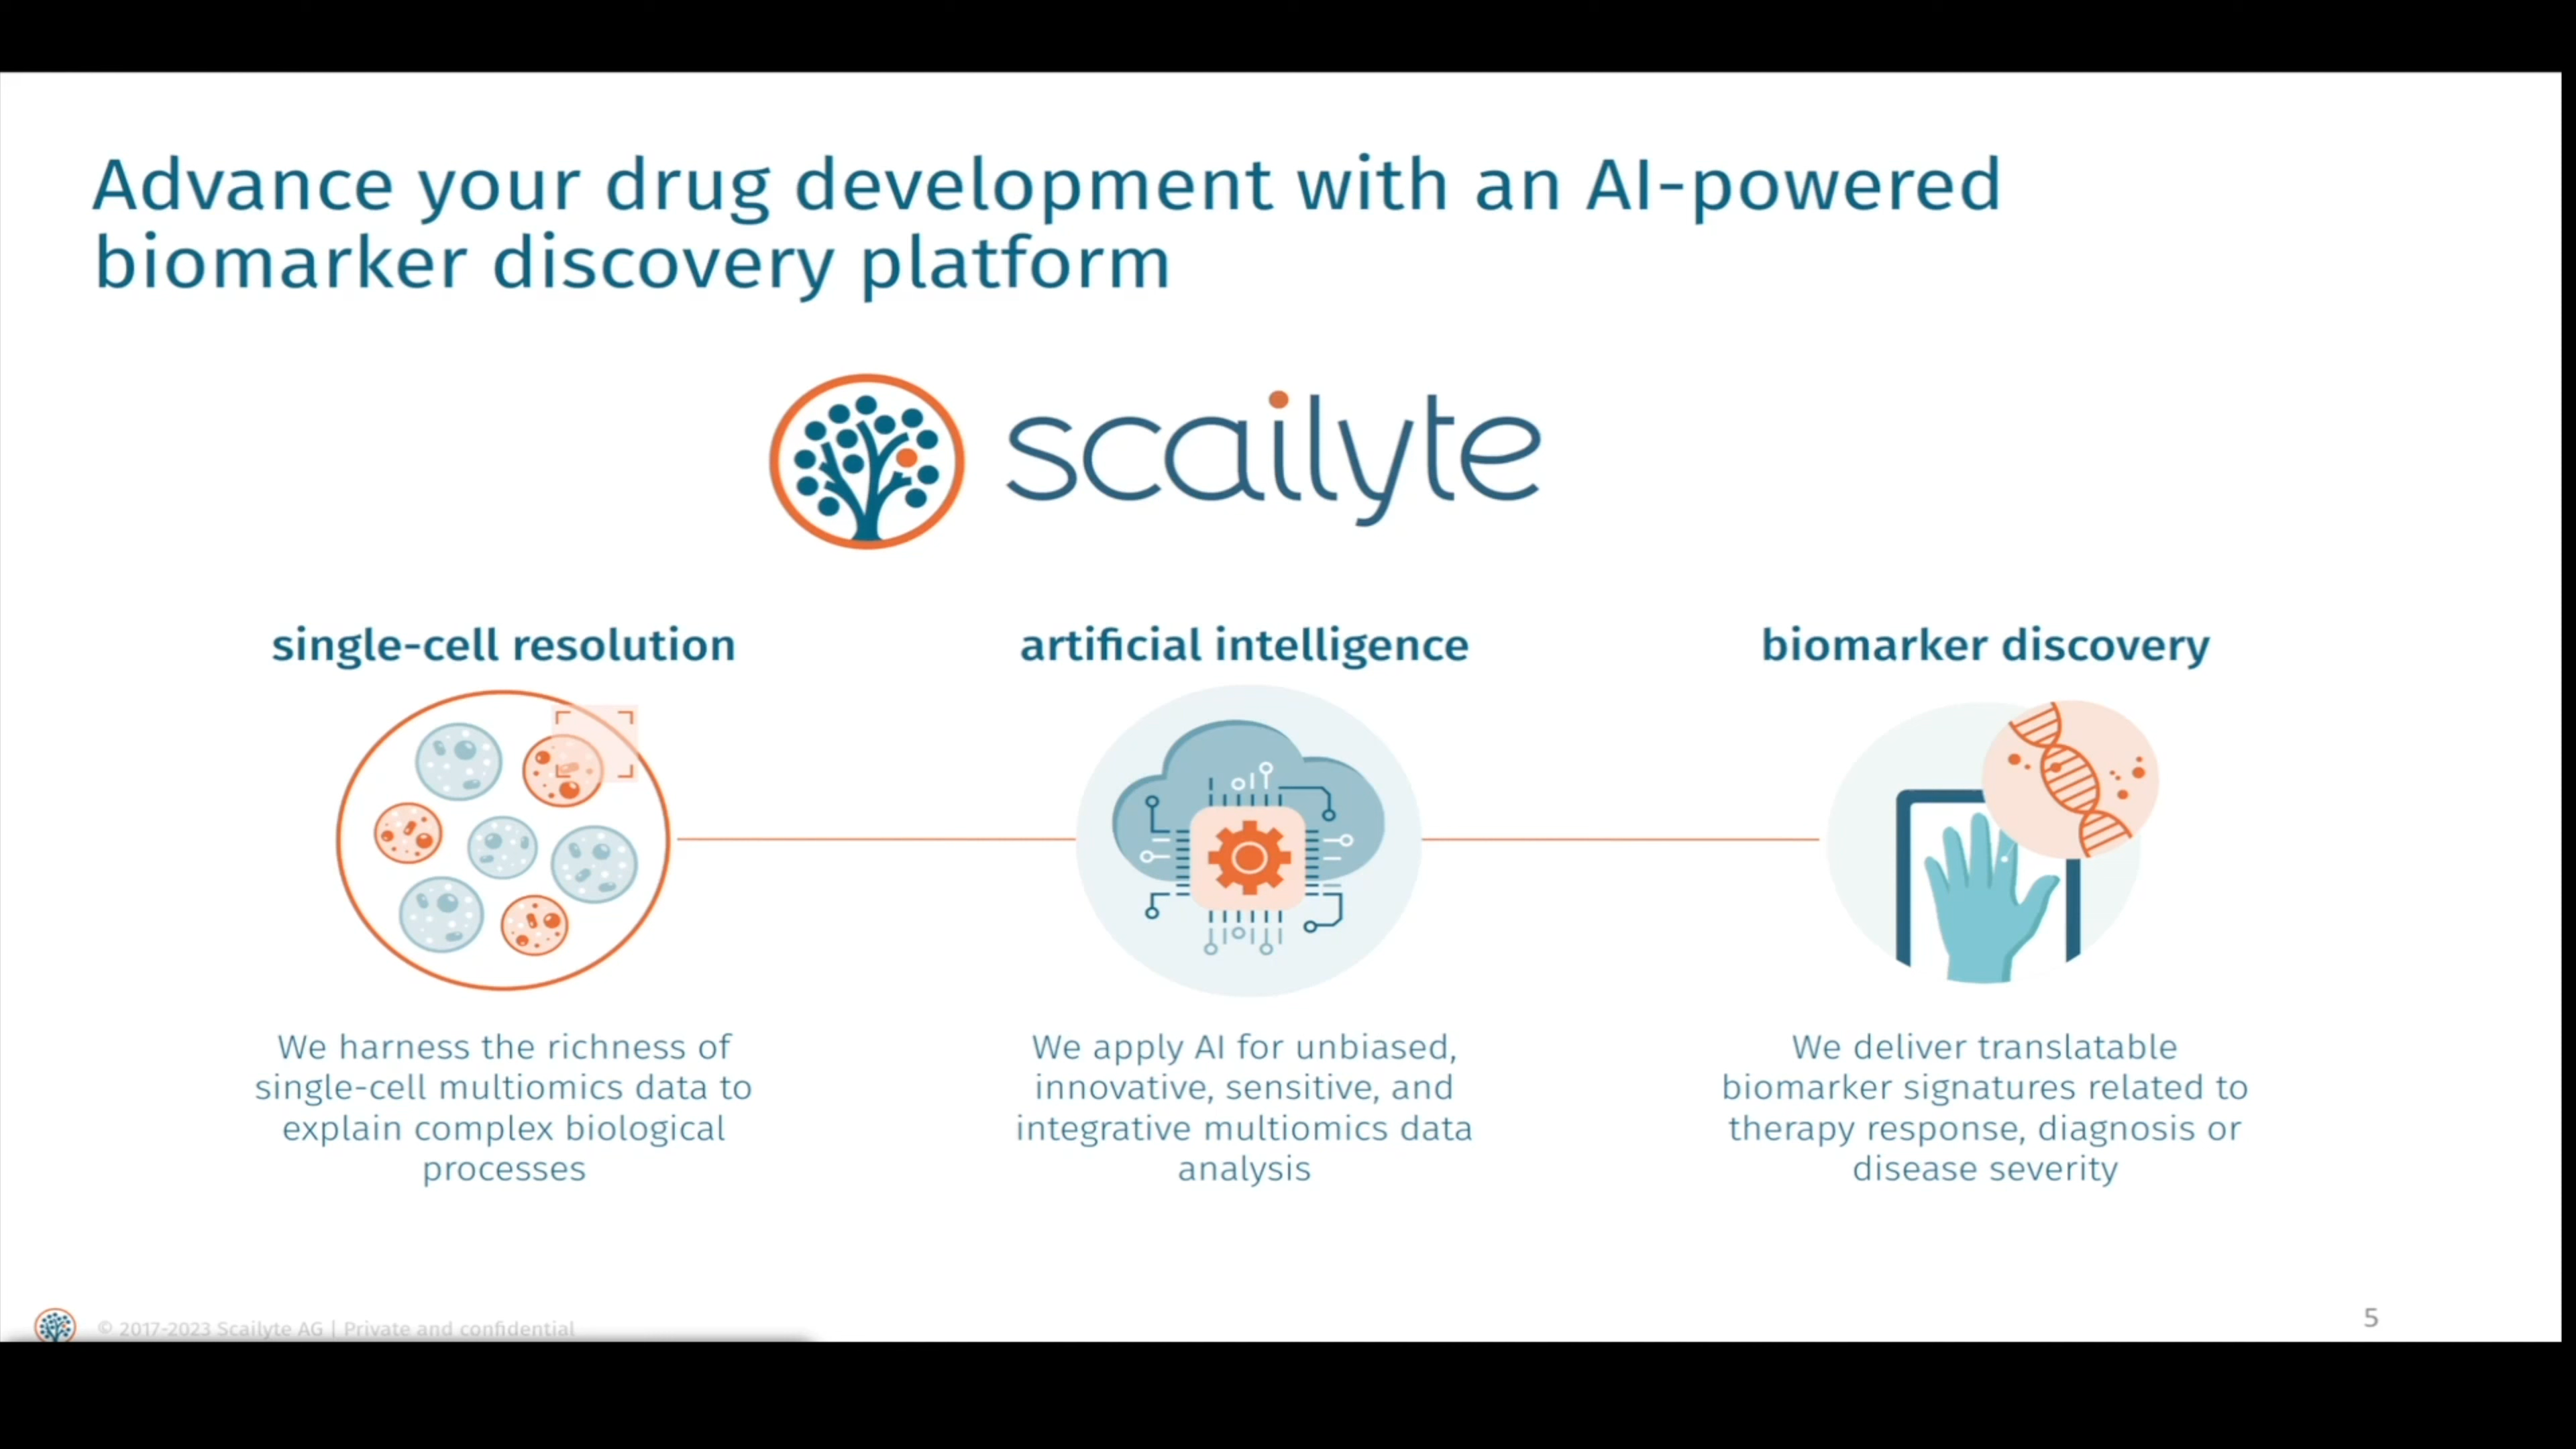 Advance your drug development with an AI-powered
biomarker discovery platform
scailyte
single-cell resolution
artificial intelligence
biomarker discovery
We harness the richness of
single-cell multiomics data to
explain complex biological
processes
We apply AI for unbiased,
innovative, sensitive, and
integrative multiomics data
analysis
We deliver translatable
biomarker signatures related to
therapy response, diagnosis or
disease severity
© 2017-2023 Scailyte AG | Private and confidential
5